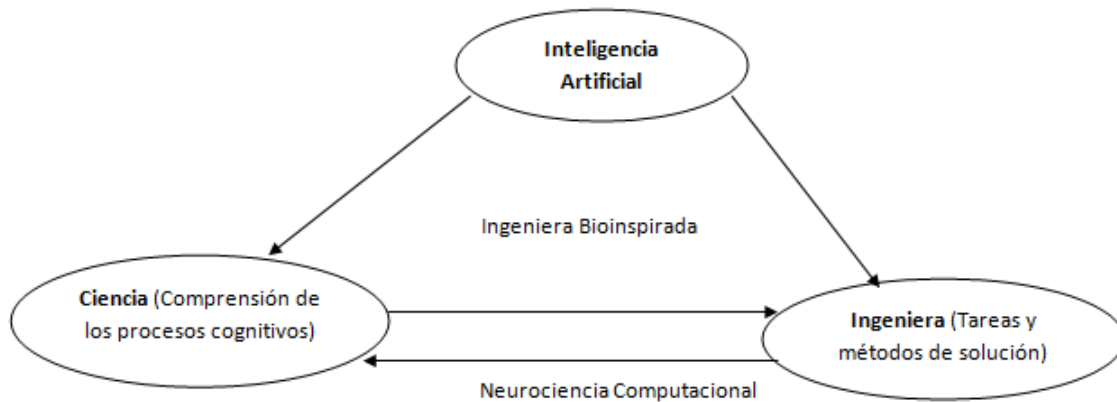 Inteligencia
Artificial
Ingeniera Bioinspirada
Ciencia (Comprensión de
los procesos cognitivos)
Ingeniera (Tareas y
métodos de solución)
Neurociencia Computacional